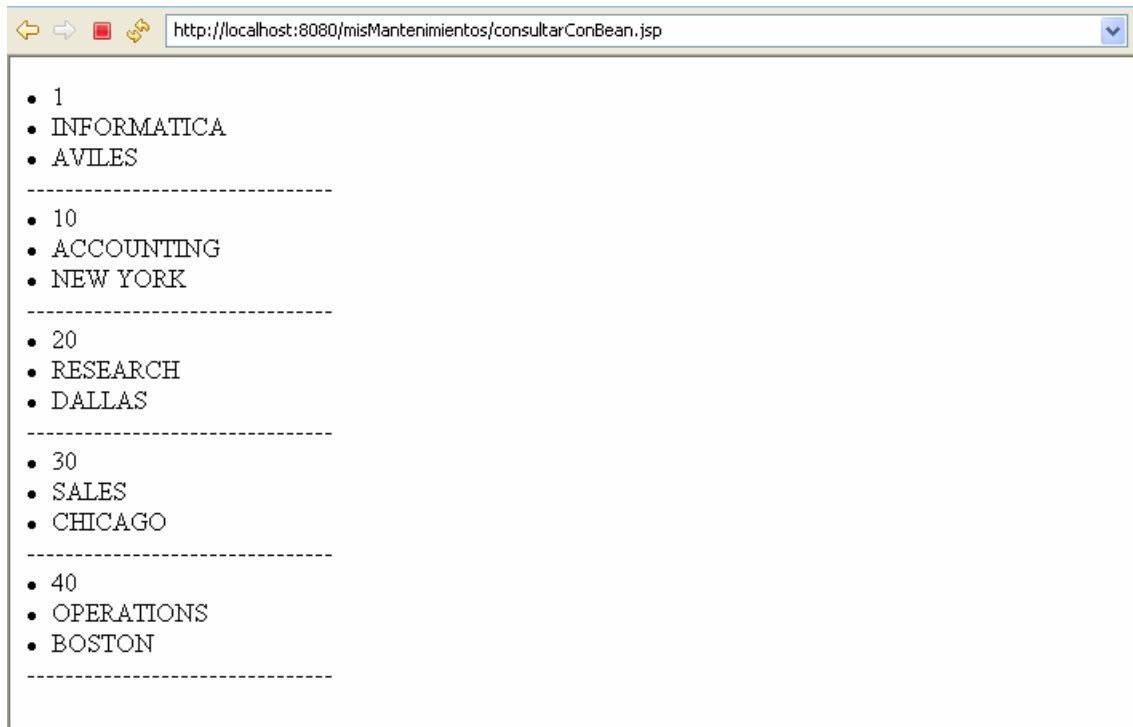 http://localhost:8080/misMantenimientos/consultarConBean.jsp
• 1
• INFORMATICA
• AVILES
--------------------------------
• 10
• ACCOUNTING
• NEW YORK
--------------------------------
• 20
• RESEARCH
• DALLAS
--------------------------------
• 30
• SALES
• CHICAGO
--------------------------------
• 40
• OPERATIONS
• BOSTON
--------------------------------